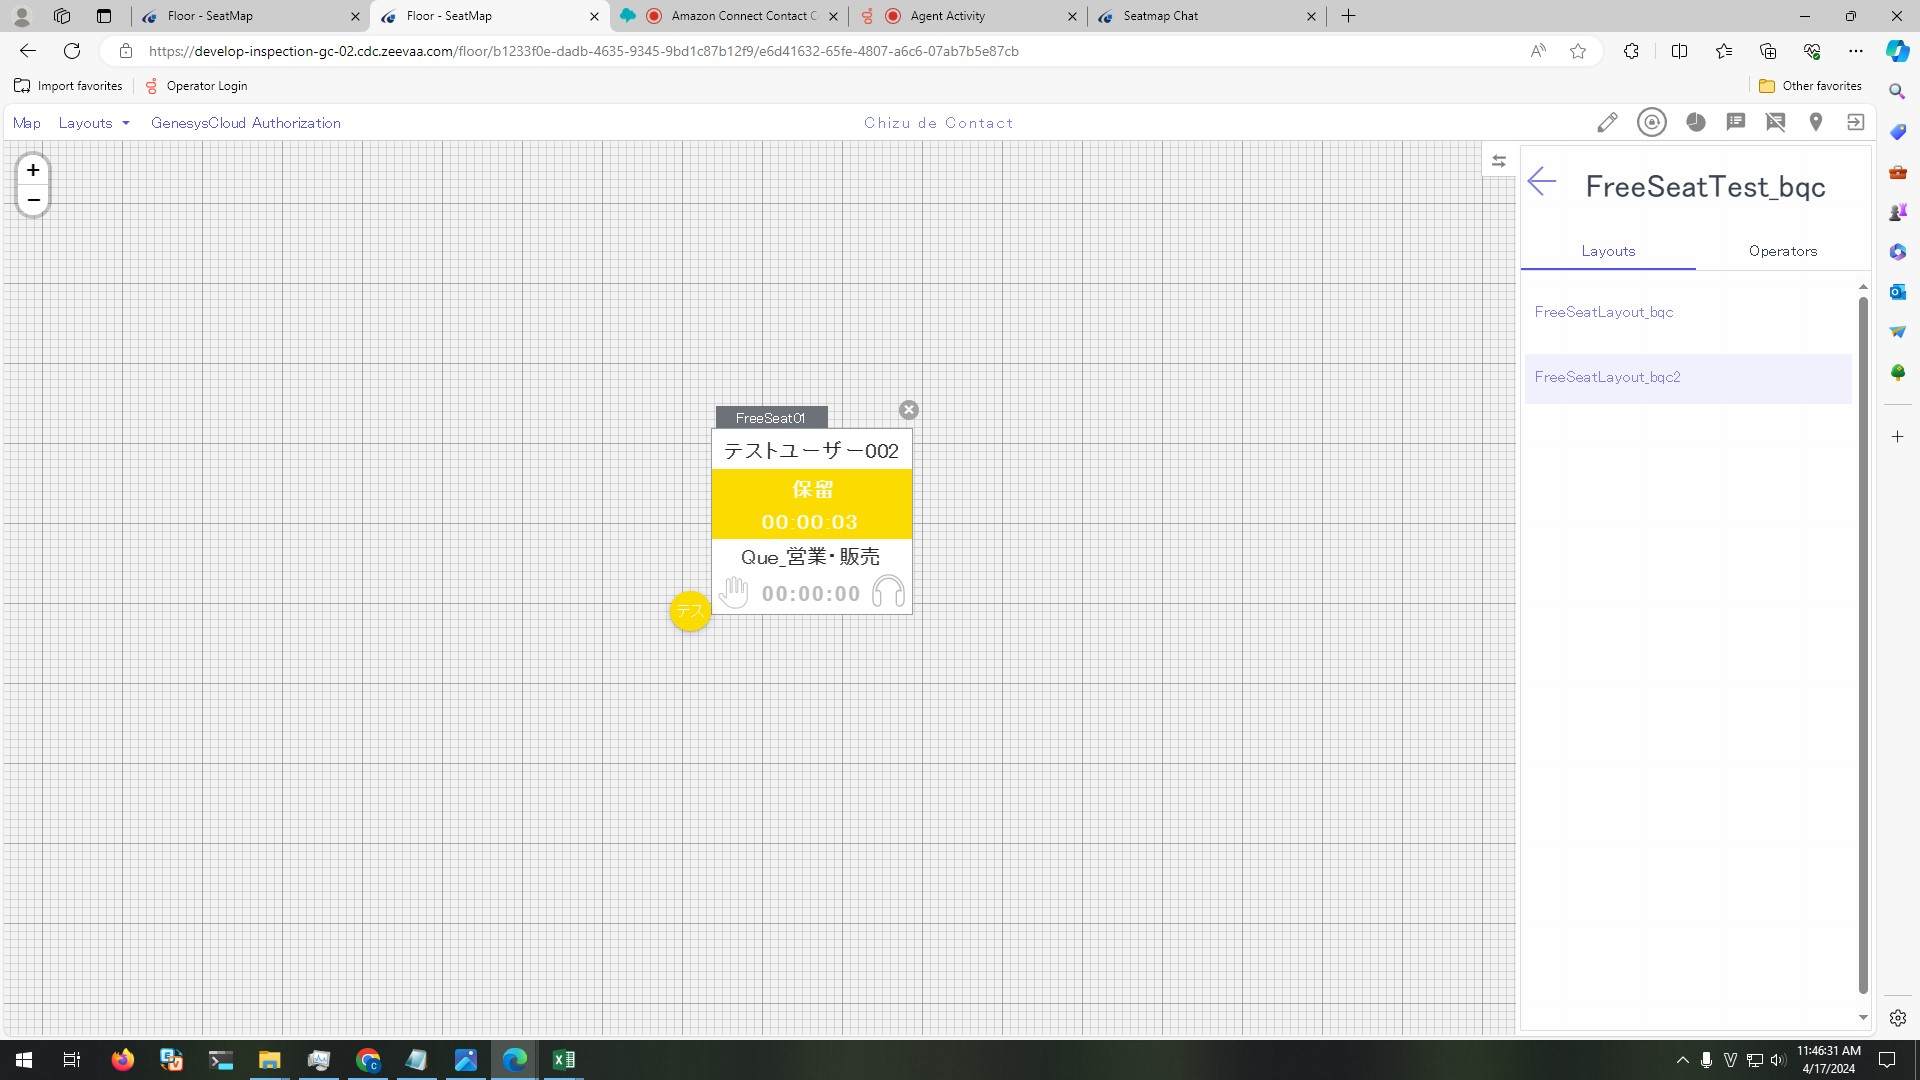 Floor - SeatMap
Floor - SeatMap
Amazon Connect Contact C
Agent Activity
Seatmap Chat
https://develop-inspection-gc-02.cdc.zeevaa.com/floor/b1233f0e-dadb-4635-9345-9bd1c87b12f9/e6d41632-65fe-4807-a6c6-07ab7b5e87cb
Import favorites
Operator Login
Other favorites
Map
Layouts
GenesysCloud Authorization
Chizu de Contact
+
−
FreeSeatTest_bqc
Layouts
Operators
FreeSeatLayout_bqc
FreeSeatLayout_bqc2
FreeSeat01
テストユーザー002
保留
00:00:03
Que_営業・販売
00:00:00
テス
11:46:31 AM
4/17/2024